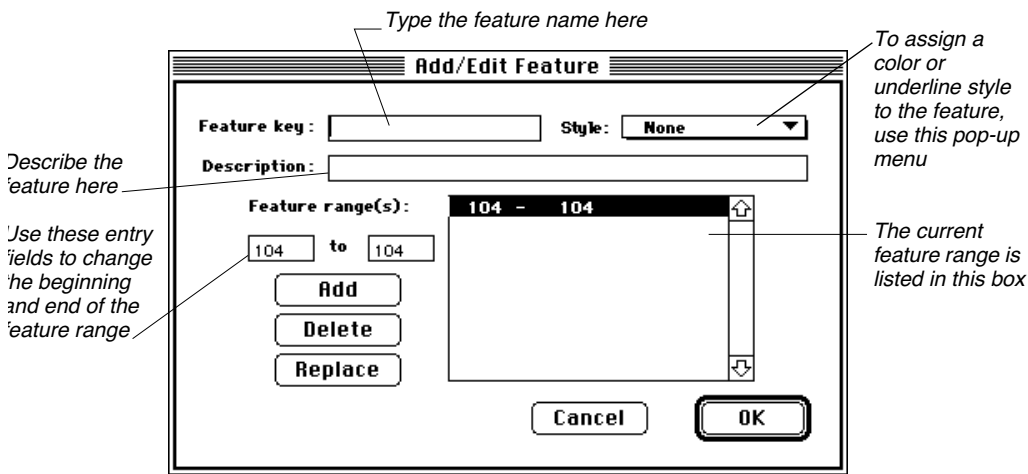 Type the feature name here
To assign a
color or
underline style
to the feature,
use this pop-up
menu
Add/Edit Feature
Feature key: Style: None
Description:
Describe the
feature here
Feature range(s): 104 - 104
104 to 104
Use these entry
fields to change
the beginning
and end of the
feature range
The current
feature range is
listed in this box
Add
Delete
Replace
Cancel OK